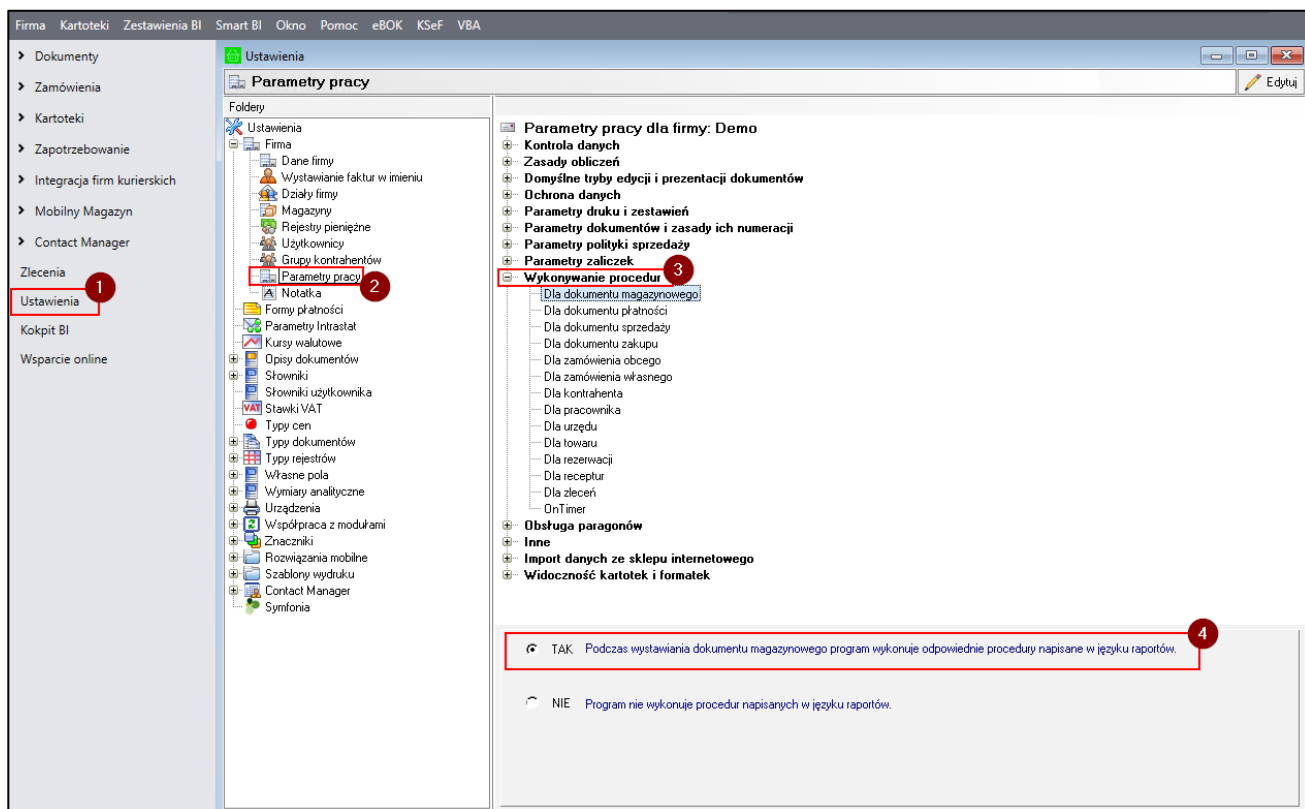 Firma Kartoteki Zestawienia BI Smart BI Okno Pomoc eBOK KSeF VBA
Dokumenty
Zamówienia
Kartoteki
Zapotrzebowanie
Integracja firm kurierskich
Mobilny Magazyn
Contact Manager
Zlecenia
1
Ustawienia
Kokpit BI
Wsparcie online
Ustawienia
Parametry pracy
Edytuj
Foldery
Ustawienia
Firma
Dane firmy
Wystawianie faktur w imieniu
Działy firmy
Magazyny
Rejestry pieniężne
Użytkownicy
Grupy kontrahentów
Parametry pracy
2
Notatka
Formy płatności
Parametry Intrastat
Kursy walutowe
Opisy dokumentów
Słowniki
Słowniki użytkownika
VAT Stawki VAT
Typy cen
Typy dokumentów
Typy rejestrów
Własne pola
Wymiary analityczne
Urządzenia
Współpraca z modułami
Znaczniki
Rozwiązania mobilne
Szablony wydruku
Contact Manager
Symfonia
Parametry pracy dla firmy: Demo
Kontrola danych
Zasady obliczeń
Domyślne tryby edycji i prezentacji dokumentów
Ochrona danych
Parametry druku i zestawień
Parametry dokumentów i zasady ich numeracji
Parametry polityki sprzedaży
Parametry zaliczek
Wykonywanie procedur
3
Dla dokumentu magazynowego
Dla dokumentu płatności
Dla dokumentu sprzedaży
Dla dokumentu zakupu
Dla zamówienia obcego
Dla zamówienia własnego
Dla kontrahenta
Dla pracownika
Dla urzędu
Dla towaru
Dla rezerwacji
Dla receptur
Dla zleceń
OnTimer
Obsługa paragonów
Inne
Import danych ze sklepu internetowego
Widoczność kartotek i formatek
4
TAK Podczas wystawiania dokumentu magazynowego program wykonuje odpowiednie procedury napisane w języku raportów.
NIE Program nie wykonuje procedur napisanych w języku raportów.